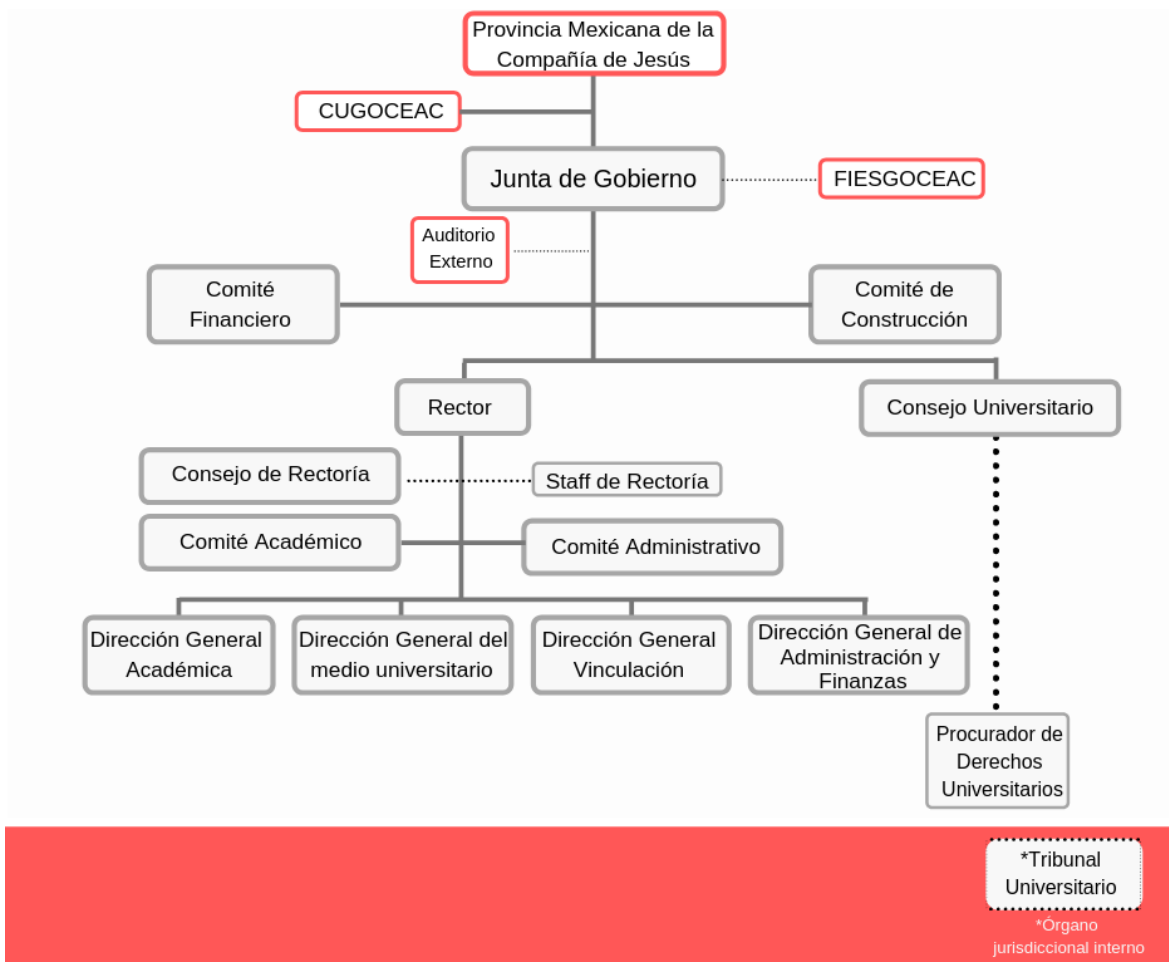 Provincia Mexicana de la
Compañía de Jesús
CUGOCEAC
Junta de Gobierno
FIESGOCEAC
Auditorio
Externo
Comité
Financiero
Comité de
Construcción
Rector
Consejo Universitario
Consejo de Rectoría
Staff de Rectoría
Comité Académico
Comité Administrativo
Dirección General
Académica
Dirección General del
medio universitario
Dirección General
Vinculación
Dirección General de
Administración y
Finanzas
Procurador de
Derechos
Universitarios
*Tribunal
Universitario
*Órgano
jurisdiccional interno